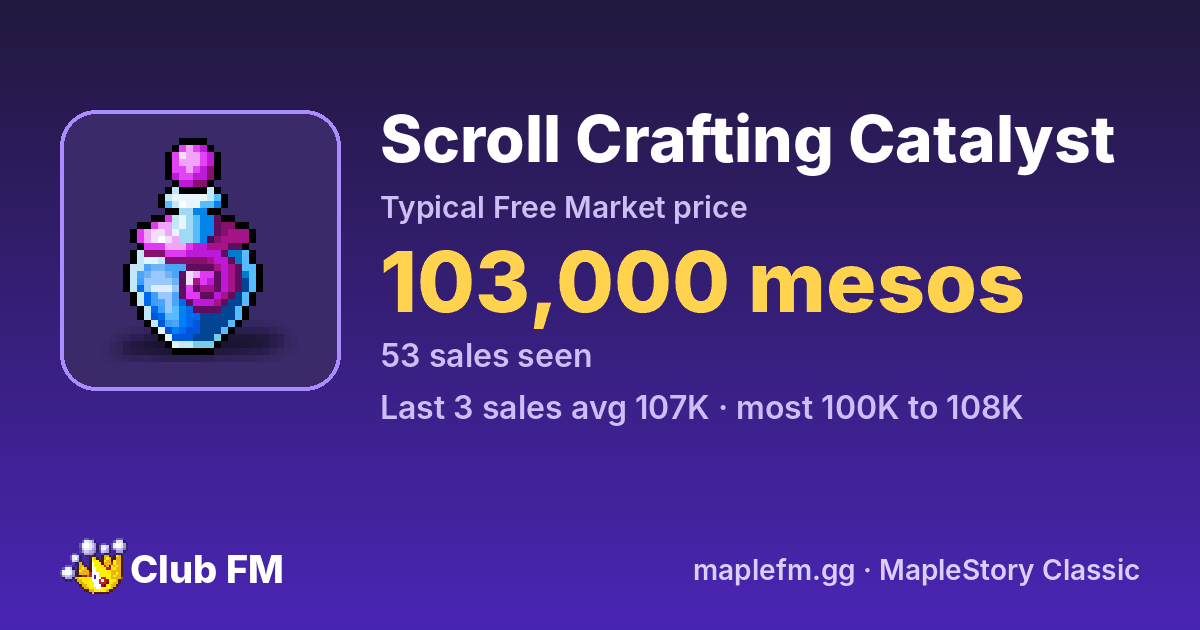 Scroll Crafting Catalyst
Typical Free Market price
103,000 mesos
53 sales seen
Last 3 sales avg 107K · most 100K to 108K
Club FM
maplefm.gg · MapleStory Classic